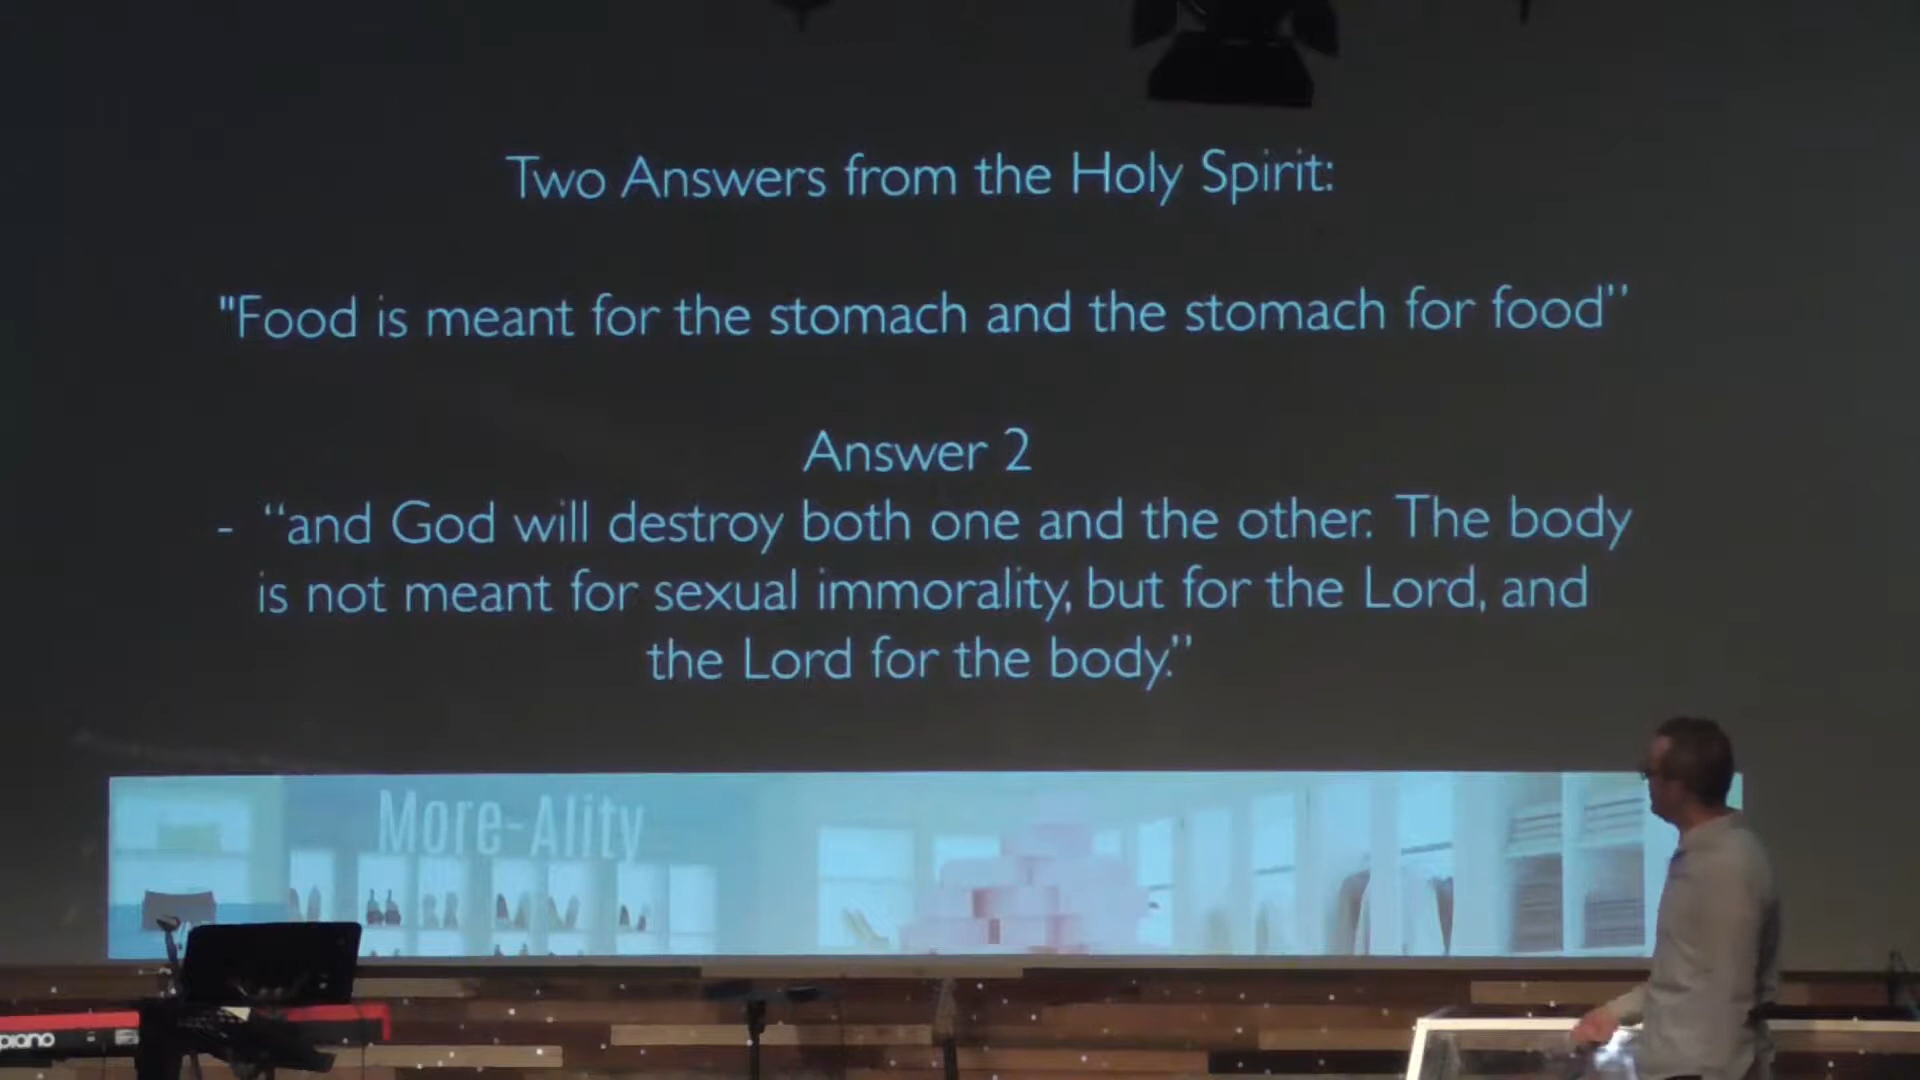 Two Answers from the Holy Spirit:
"Food is meant for the stomach and the stomach for food”
Answer 2
- “and God will destroy both one and the other. The body
is not meant for sexual immorality, but for the Lord, and
the Lord for the body.”
More-Ality
piano